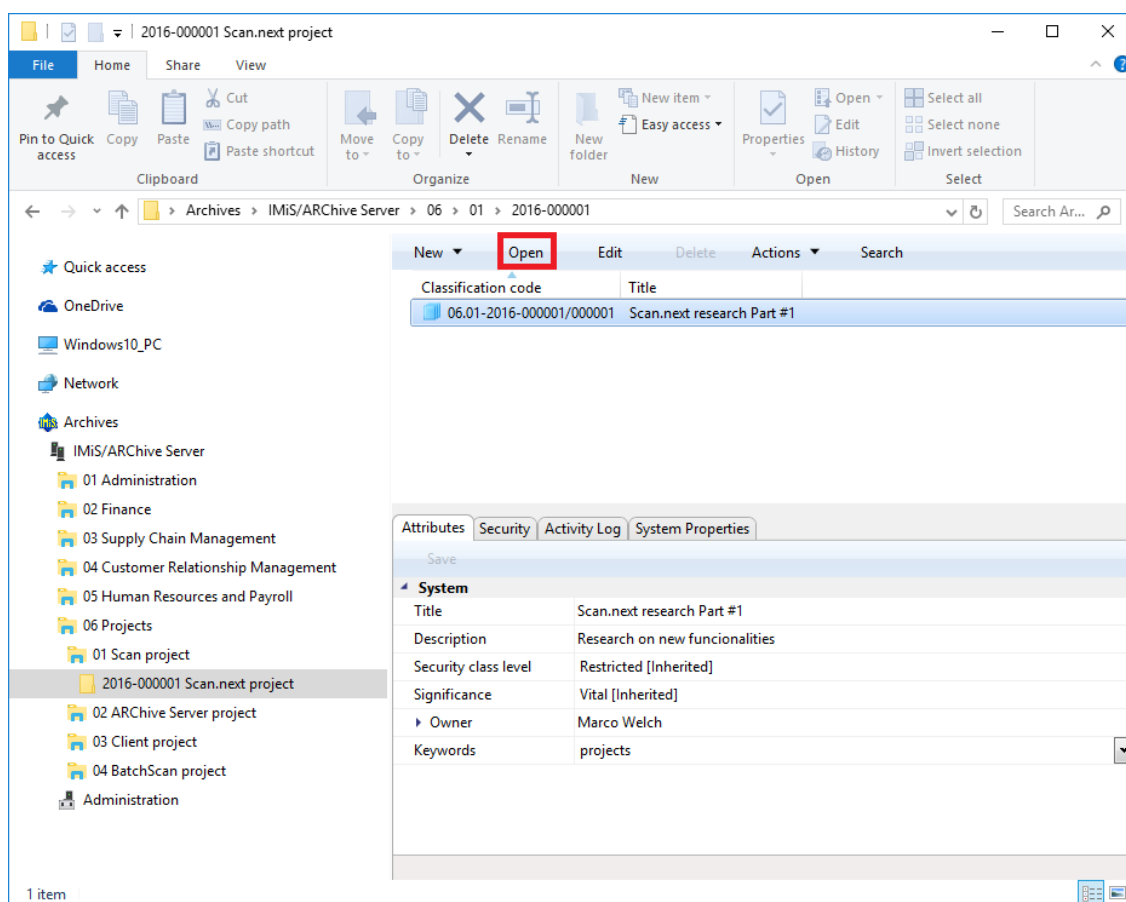 2016-000001 Scan.next project
File Home Share View
Pin to Quick access
Copy
Paste
Cut
Copy path
Paste shortcut
Clipboard
Move to
Copy to
Delete
Rename
Organize
New folder
New item
Easy access
New
Properties
Open
Edit
History
Open
Select all
Select none
Invert selection
Select
Archives > IMiS/ARChive Server > 06 > 01 > 2016-000001
Search Ar...
Quick access
OneDrive
Windows10_PC
Network
Archives
IMiS/ARChive Server
01 Administration
02 Finance
03 Supply Chain Management
04 Customer Relationship Management
05 Human Resources and Payroll
06 Projects
01 Scan project
2016-000001 Scan.next project
02 ARChive Server project
03 Client project
04 BatchScan project
Administration
New Open Edit Delete Actions Search
Classification code Title
06.01-2016-000001/000001 Scan.next research Part #1
Attributes Security Activity Log System Properties
Save
System
Title Scan.next research Part #1
Description Research on new funcionalities
Security class level Restricted [Inherited]
Significance Vital [Inherited]
Owner Marco Welch
Keywords projects
1 item